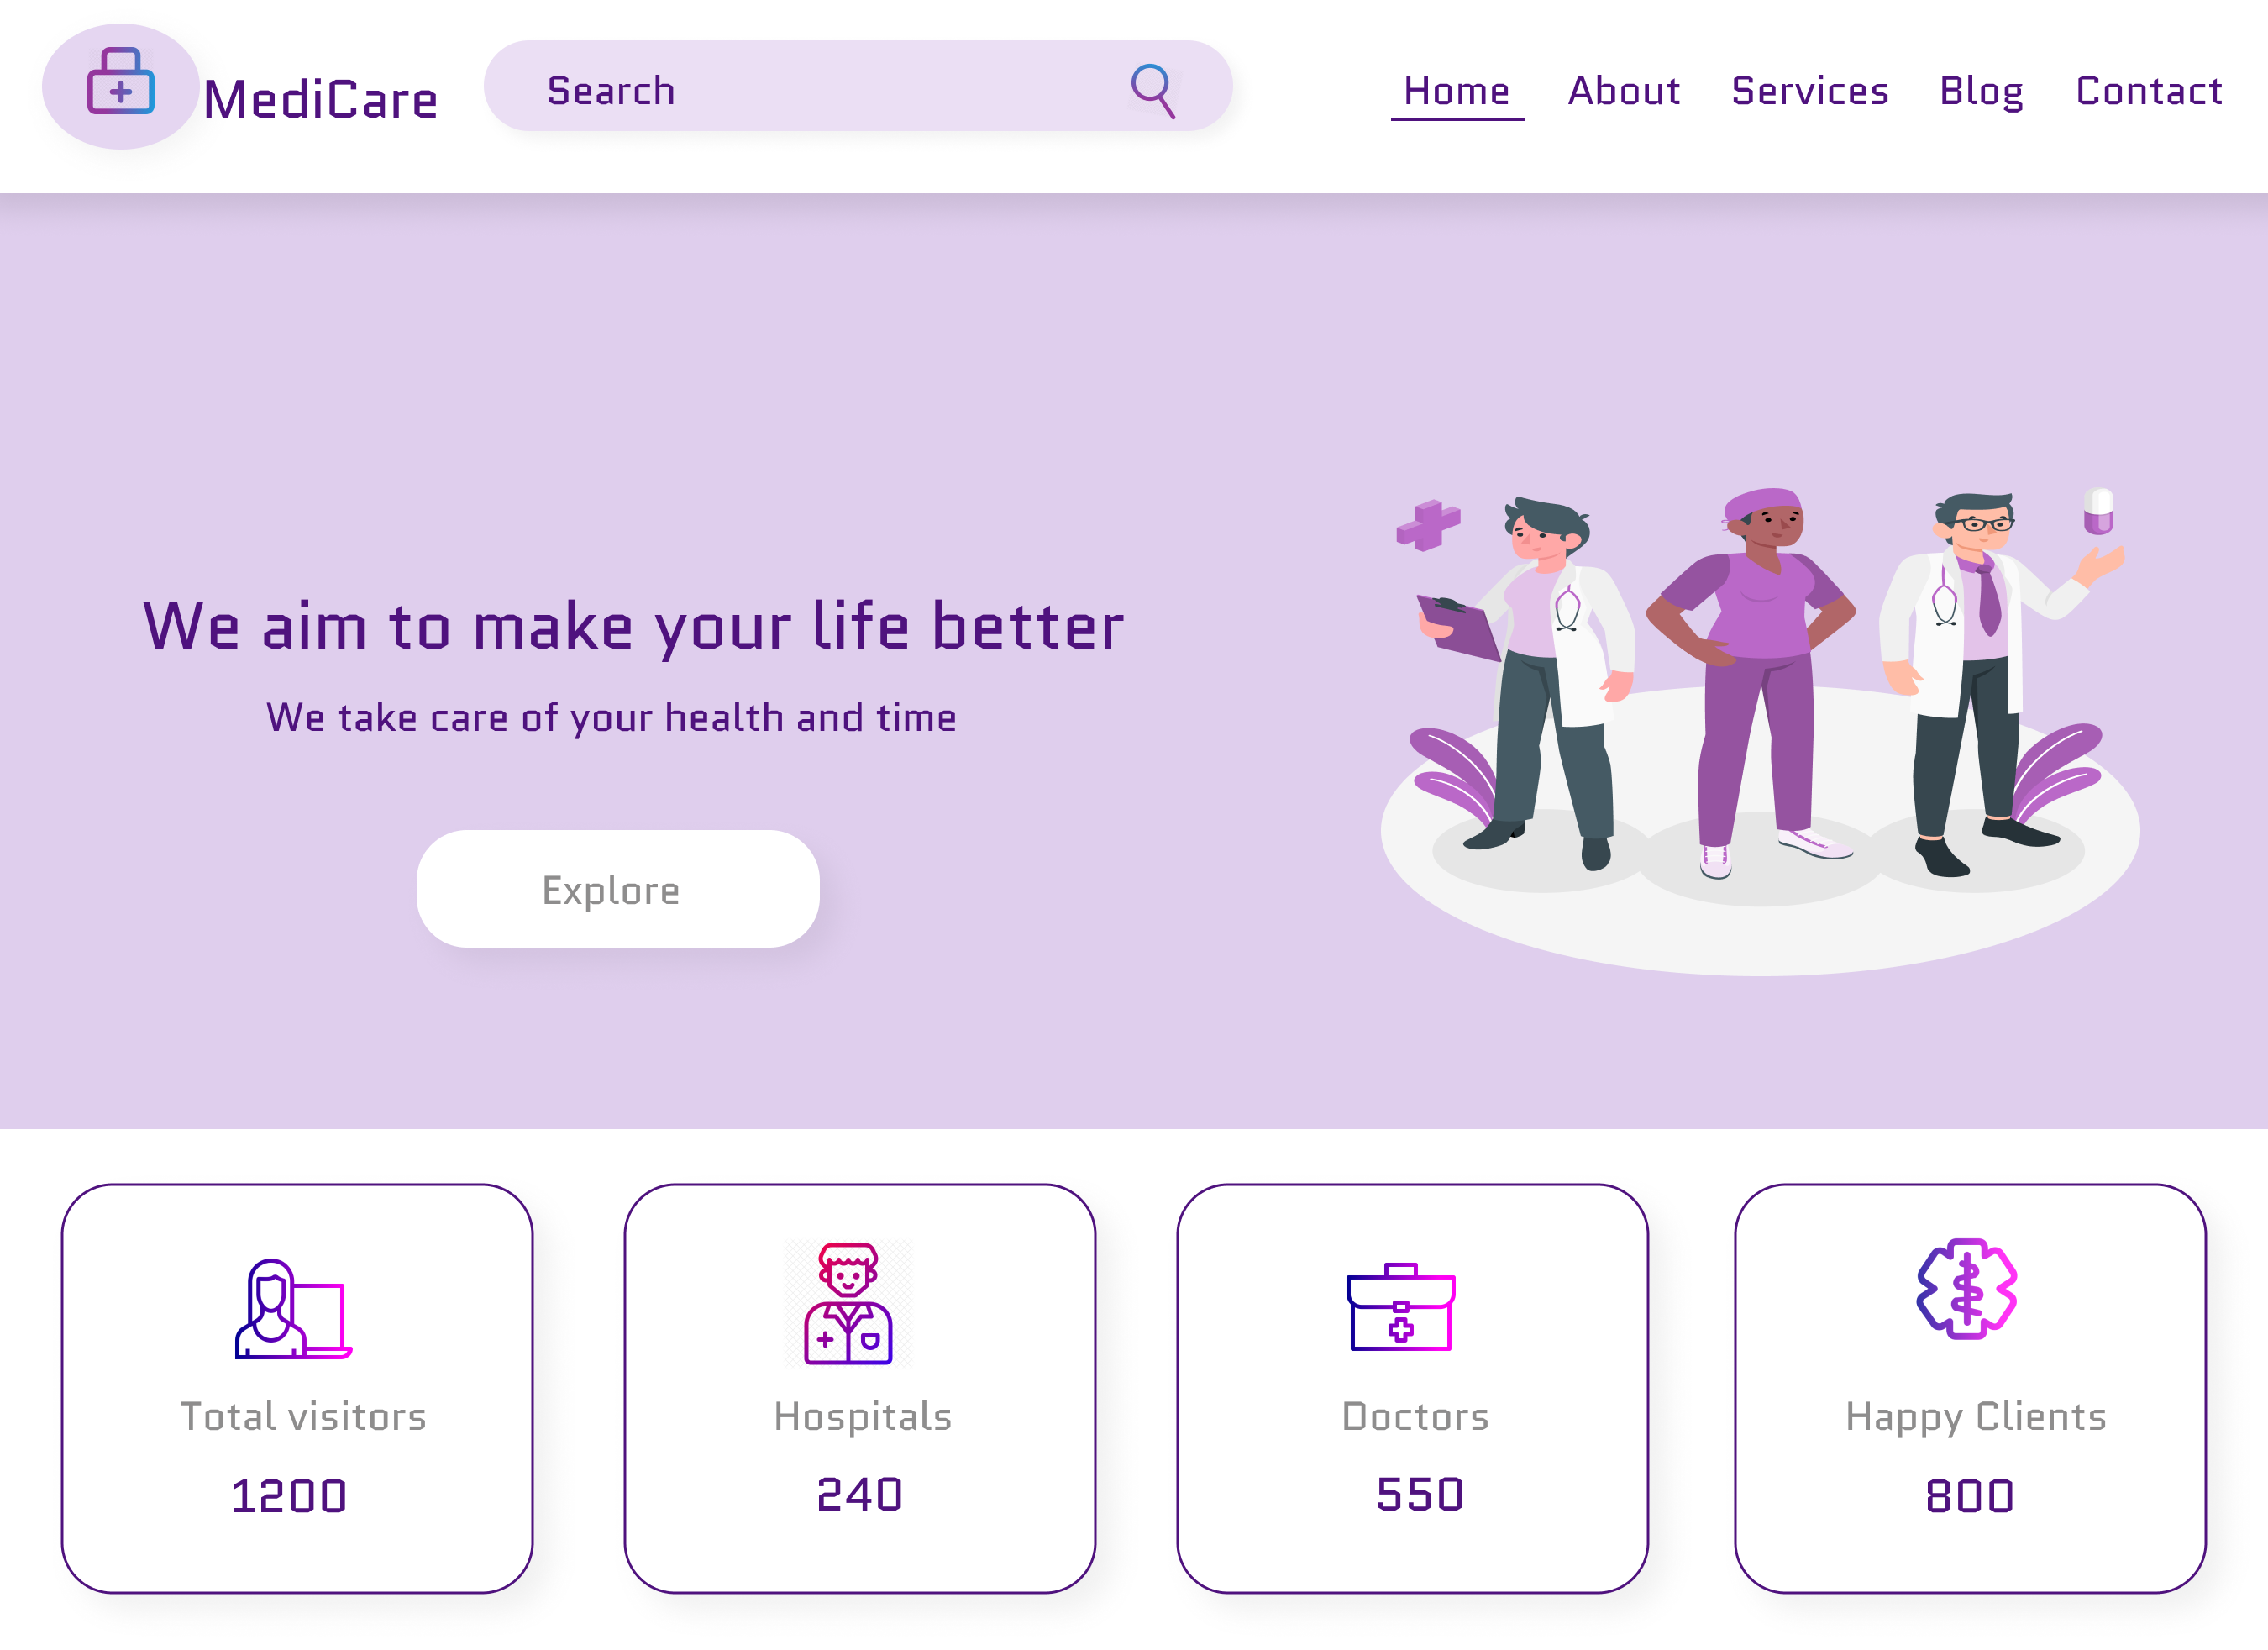 MediCare
Search
Home About Services Blog Contact
We aim to make your life better
We take care of your health and time
Explore
Total visitors
1200
Hospitals
240
Doctors
550
Happy Clients
800